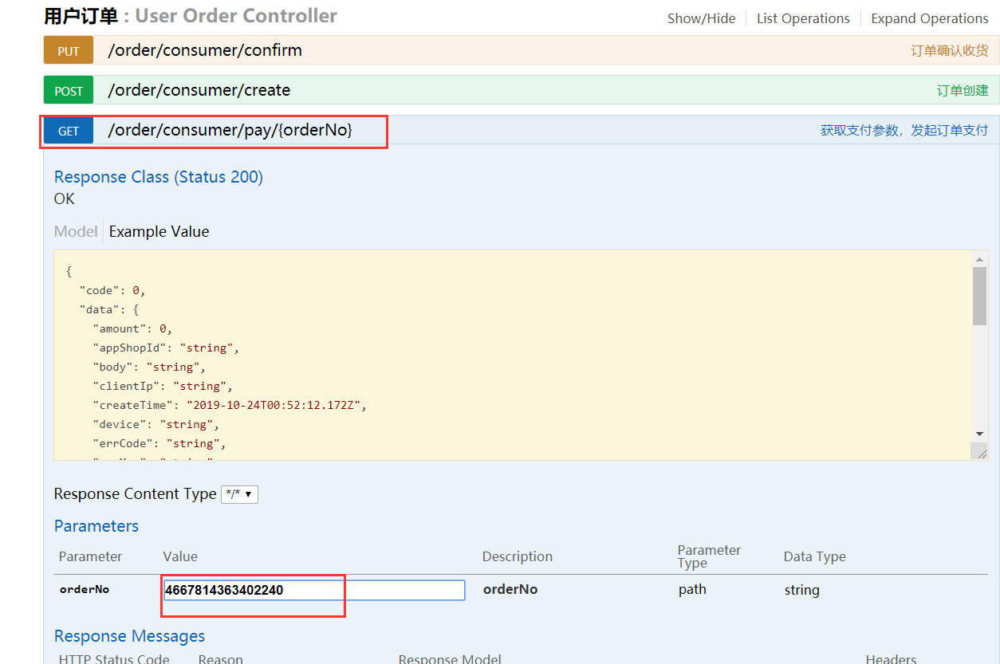 用户订单 : User Order Controller
Show/Hide
List Operations
Expand Operations
PUT /order/consumer/confirm 订单确认收货
POST /order/consumer/create 订单创建
GET /order/consumer/pay/{orderNo} 获取支付参数，发起订单支付
Response Class (Status 200)
OK
Model Example Value
{
"code": 0,
"data": {
"amount": 0,
"appShopId": "string",
"body": "string",
"clientIp": "string",
"createTime": "2019-10-24T00:52:12.172Z",
"device": "string",
"errCode": "string",
Response Content Type */*
Parameters
Parameter Value Description Parameter Type Data Type
orderNo 4667814363402240 orderNo path string
Response Messages
HTTP Status Code Reason Response Model Headers